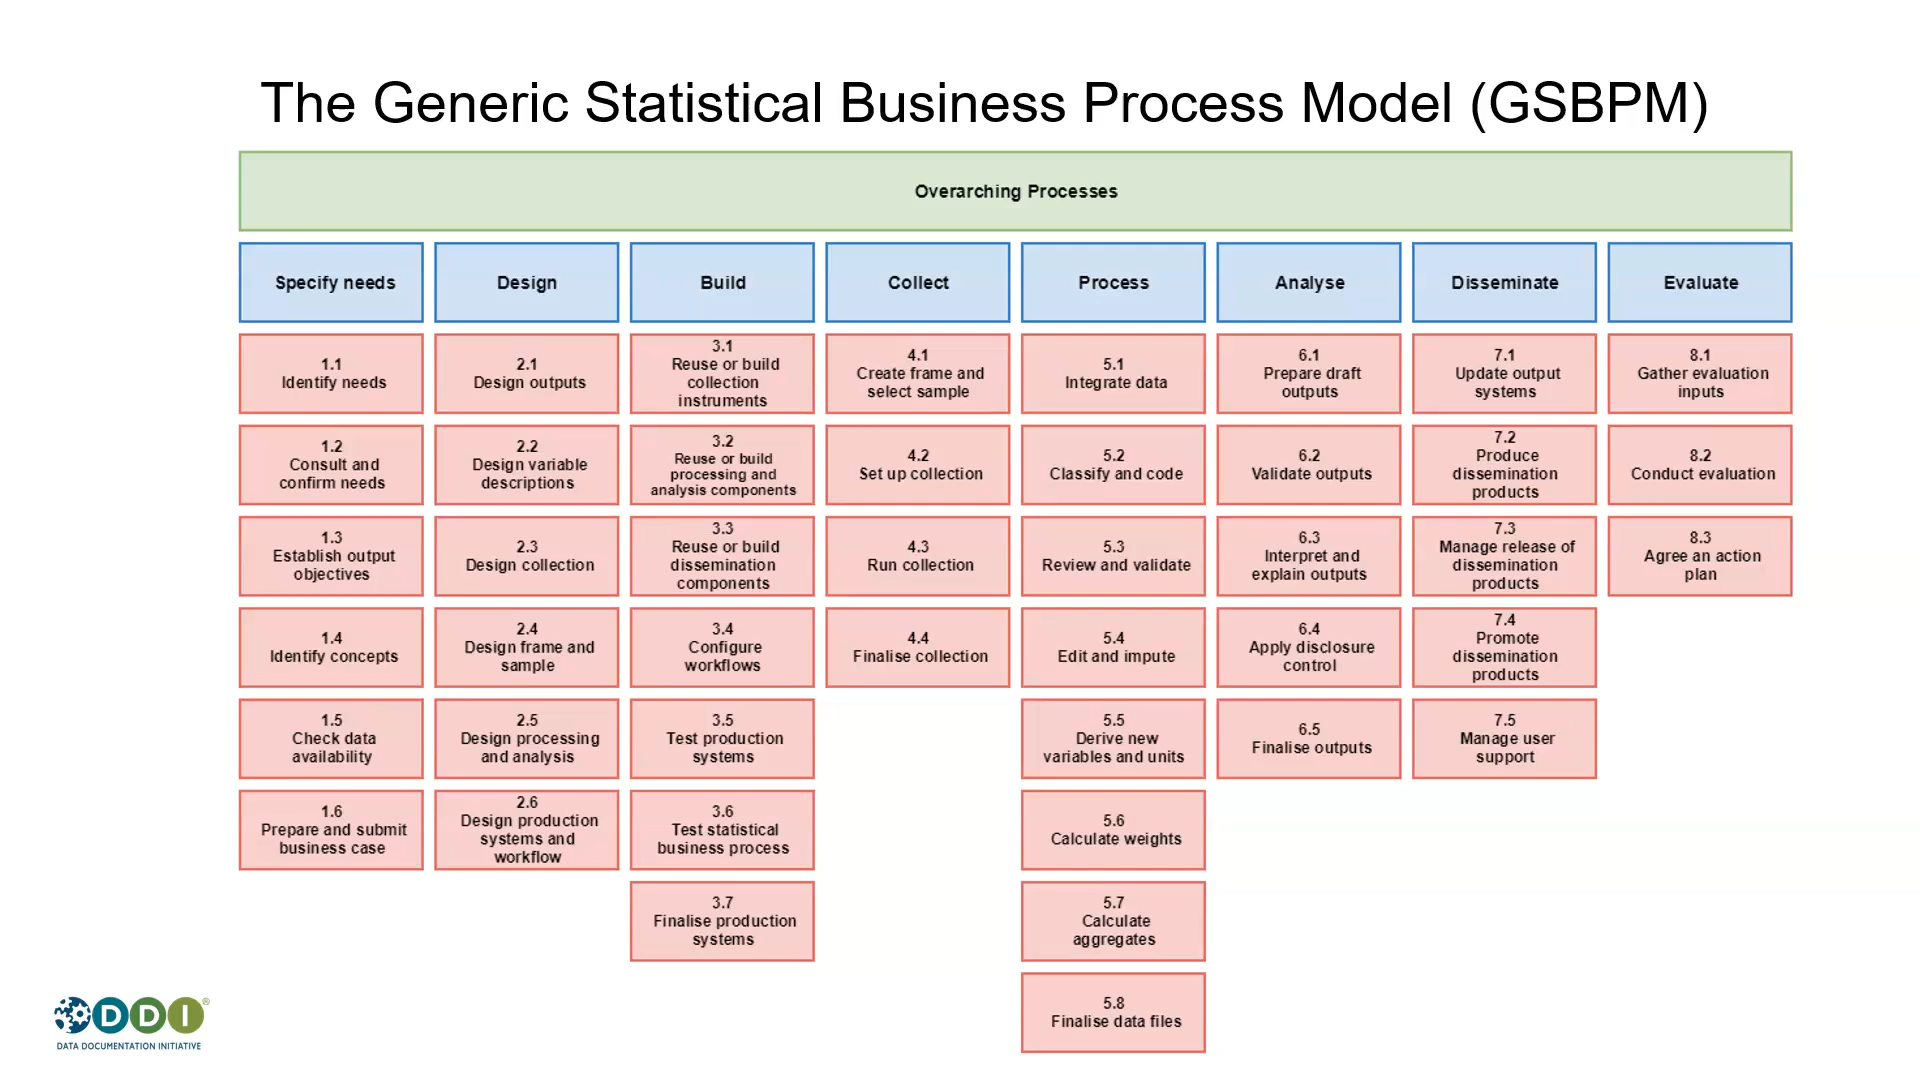 The Generic Statistical Business Process Model (GSBPM)
Overarching Processes
Specify needs
Design
Build
Collect
Process
Analyse
Disseminate
Evaluate
1.1
Identify needs
1.2
Consult and
confirm needs
1.3
Establish output
objectives
1.4
Identify concepts
1.5
Check data
availability
1.6
Prepare and submit
business case
2.1
Design outputs
2.2
Design variable
descriptions
2.3
Design collection
2.4
Design frame and
sample
2.5
Design processing
and analysis
2.6
Design production
systems and
workflow
3.1
Reuse or build
collection
instruments
3.2
Reuse or build
processing and
analysis components
3.3
Reuse or build
dissemination
components
3.4
Configure
workflows
3.5
Test production
systems
3.6
Test statistical
business process
3.7
Finalise production
systems
4.1
Create frame and
select sample
4.2
Set up collection
4.3
Run collection
4.4
Finalise collection
5.1
Integrate data
5.2
Classify and code
5.3
Review and validate
5.4
Edit and impute
5.5
Derive new
variables and units
5.6
Calculate weights
5.7
Calculate
aggregates
5.8
Finalise data files
6.1
Prepare draft
outputs
6.2
Validate outputs
6.3
Interpret and
explain outputs
6.4
Apply disclosure
control
6.5
Finalise outputs
7.1
Update output
systems
7.2
Produce
dissemination
products
7.3
Manage release of
dissemination
products
7.4
Promote
dissemination
products
7.5
Manage user
support
8.1
Gather evaluation
inputs
8.2
Conduct evaluation
8.3
Agree an action
plan
DDI®
DATA DOCUMENTATION INITIATIVE